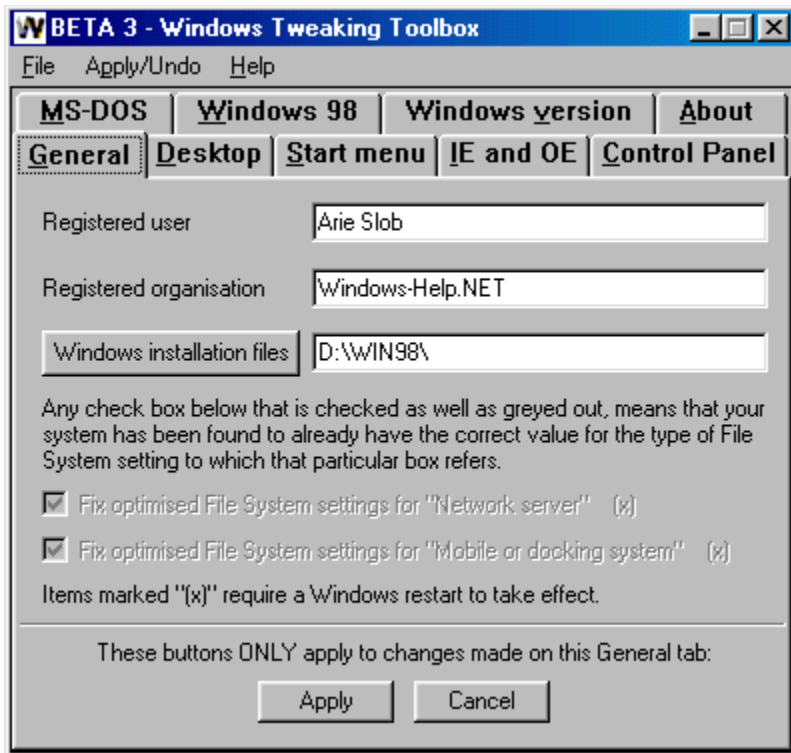 BETA 3 - Windows Tweaking Toolbox
File Apply/Undo Help
MS-DOS Windows 98 Windows version About
General Desktop Start menu IE and OE Control Panel
Registered user Arie Slob
Registered organisation Windows-Help.NET
Windows installation files D:\WIN98\
Any check box below that is checked as well as greyed out, means that your
system has been found to already have the correct value for the type of File
System setting to which that particular box refers.
Fix optimised File System settings for "Network server" (x)
Fix optimised File System settings for "Mobile or docking system" (x)
Items marked "(x)" require a Windows restart to take effect.
These buttons ONLY apply to changes made on this General tab:
Apply Cancel